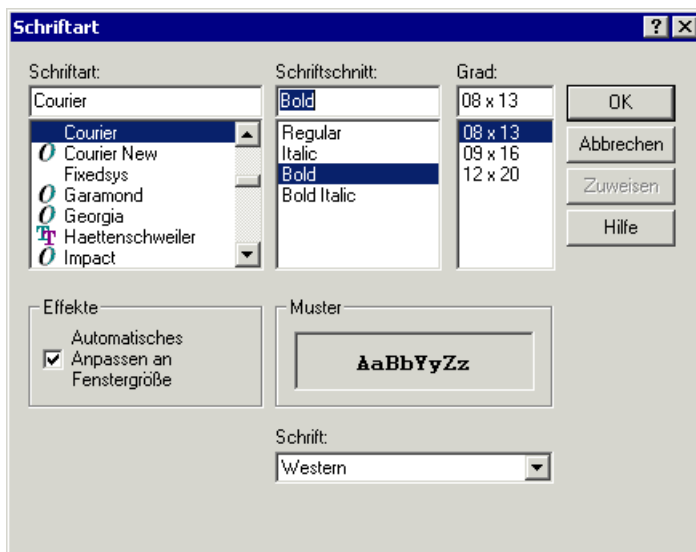 Schriftart
Schriftart:
Courier
Courier
Courier New
Fixedsys
Garamond
Georgia
Haettenschweiler
Impact
Schriftschnitt:
Bold
Regular
Italic
Bold
Bold Italic
Grad:
08 x 13
08 x 13
09 x 16
12 x 20
OK
Abbrechen
Zuweisen
Hilfe
Effekte
Automatisches
Anpassen an
Fenstergröße
Muster
AaBbYyZz
Schrift:
Western